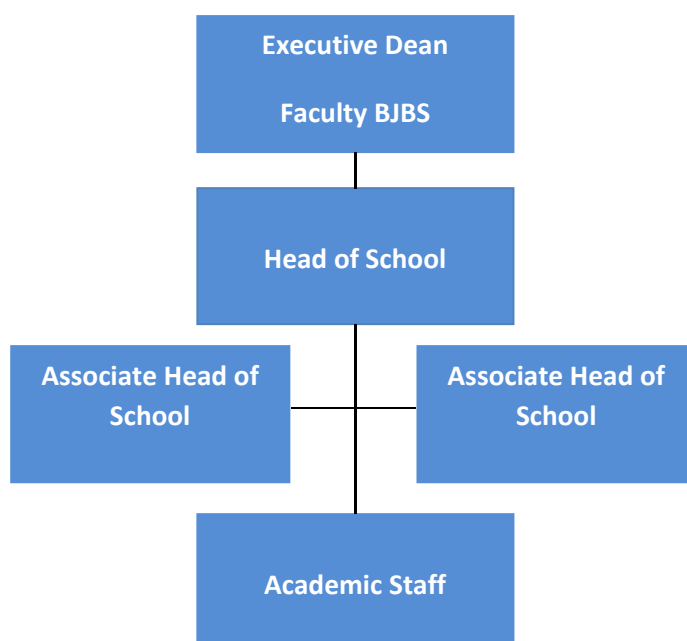 Executive Dean
Faculty BJBS
Head of School
Associate Head of
School
Associate Head of
School
Academic Staff